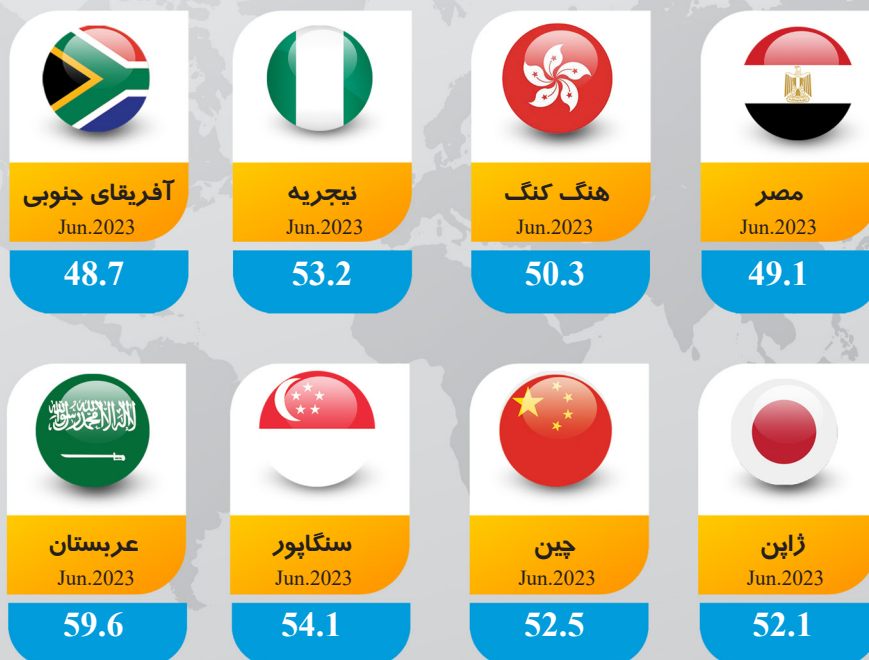 مصر
Jun.2023
49.1
هنگ کنگ
Jun.2023
50.3
نیجریه
Jun.2023
53.2
آفریقای جنوبی
Jun.2023
48.7
ژاپن
Jun.2023
52.1
چین
Jun.2023
52.5
سنگاپور
Jun.2023
54.1
عربستان
Jun.2023
59.6